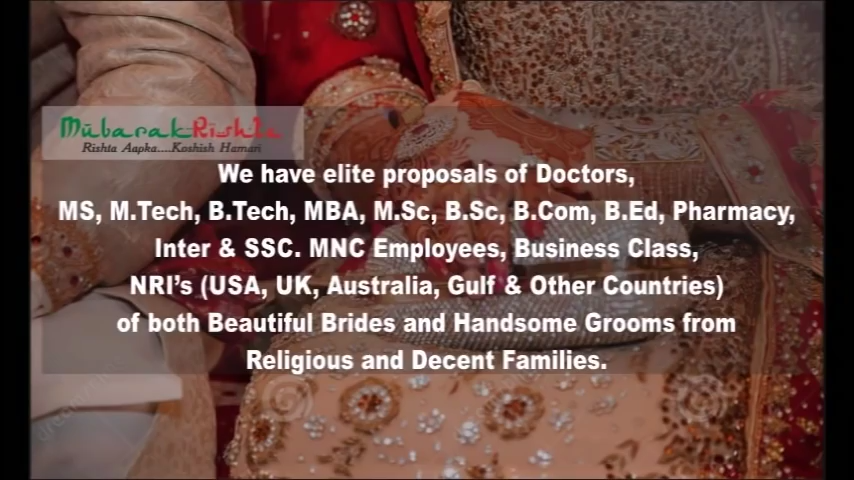 MubarakRishta
Rishta Aapka....Koshish Hamari
We have elite proposals of Doctors,
MS, M.Tech, B.Tech, MBA, M.Sc, B.Sc, B.Com, B.Ed, Pharmacy,
Inter & SSC. MNC Employees, Business Class,
NRI's (USA, UK, Australia, Gulf & Other Countries)
of both Beautiful Brides and Handsome Grooms from
Religious and Decent Families.